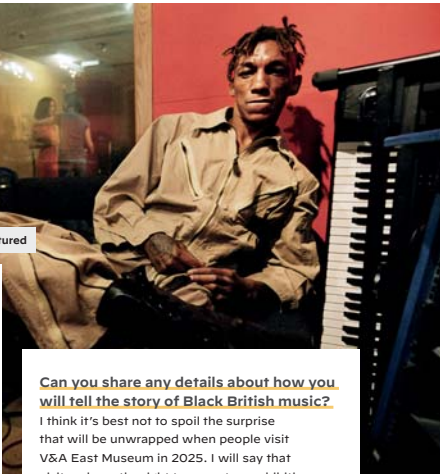 tured
Can you share any details about how you
will tell the story of Black British music?
I think it's best not to spoil the surprise
that will be unwrapped when people visit
V&A East Museum in 2025. I will say that